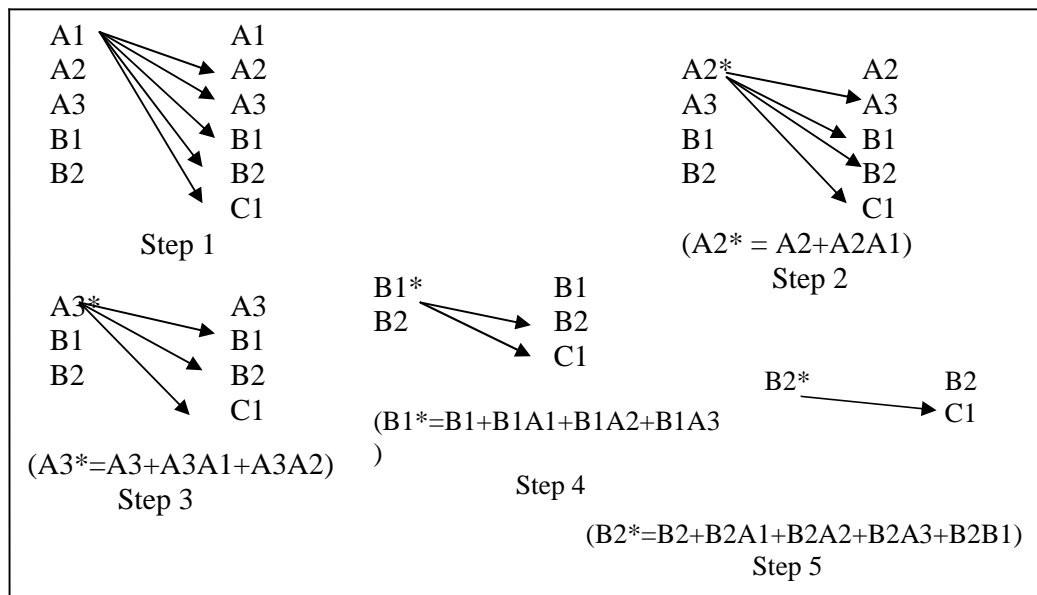 A1 A1
A2 A2
A3 A3
B1 B1
B2 B2
C1
Step 1
A2* A2
A3 A3
B1 B1
B2 B2
C1
(A2* = A2+A2A1)
Step 2
A3* A3
B1 B1
B2 B2
C1
(A3*=A3+A3A1+A3A2)
Step 3
B1* B1
B2 B2
C1
(B1*=B1+B1A1+B1A2+B1A3
)
Step 4
B2* B2
C1
(B2*=B2+B2A1+B2A2+B2A3+B2B1)
Step 5